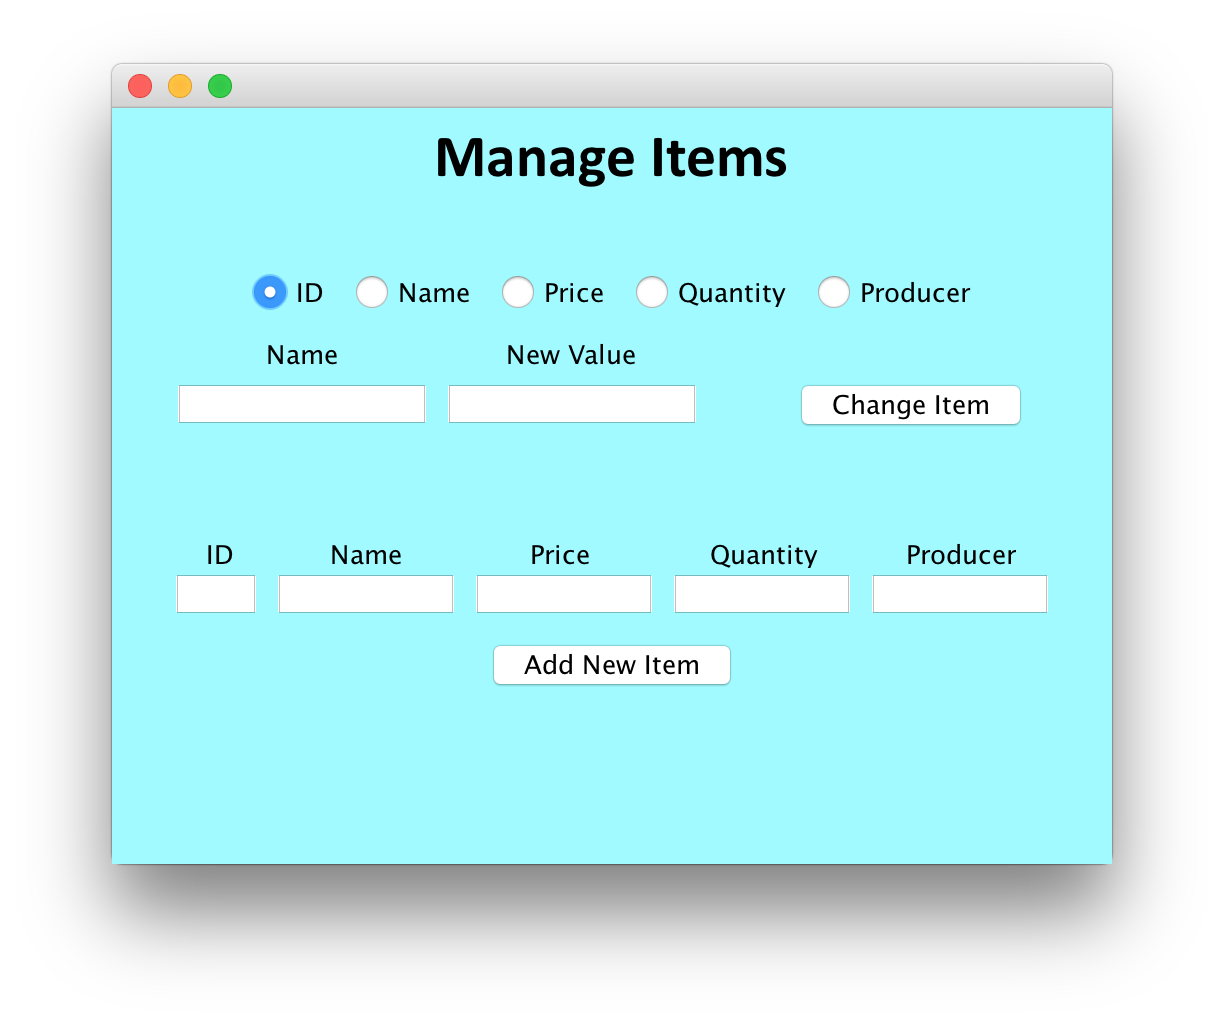 Manage Items
ID Name Price Quantity Producer
Name New Value
Change Item
ID Name Price Quantity Producer
Add New Item